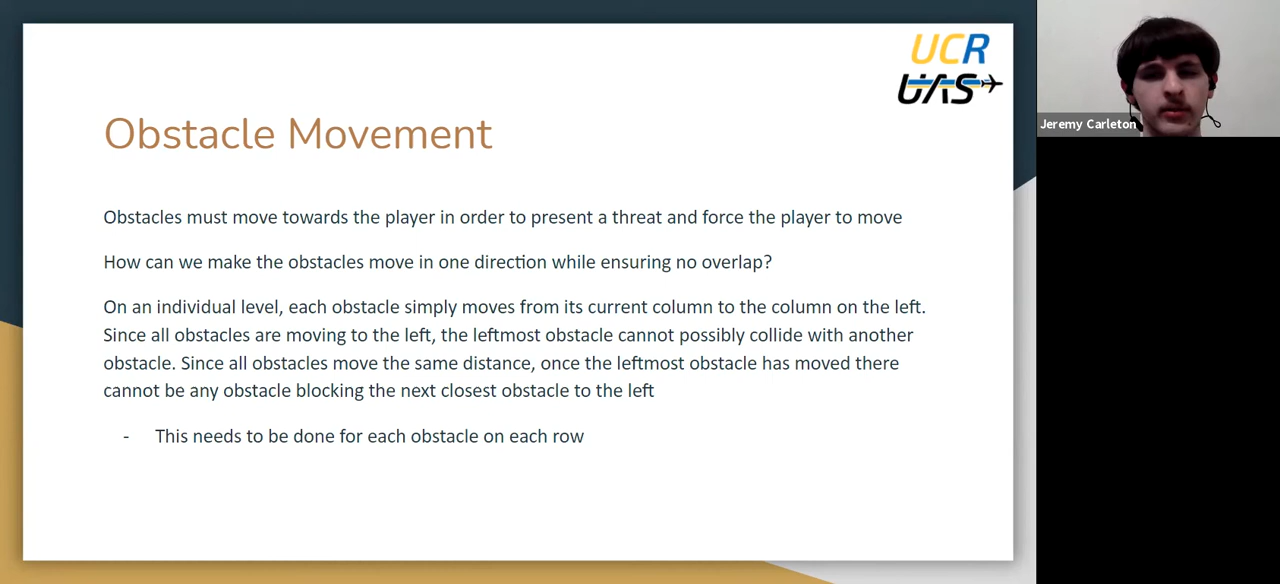 UCR
UAS
Obstacle Movement
Obstacles must move towards the player in order to present a threat and force the player to move
How can we make the obstacles move in one direction while ensuring no overlap?
On an individual level, each obstacle simply moves from its current column to the column on the left.
Since all obstacles are moving to the left, the leftmost obstacle cannot possibly collide with another
obstacle. Since all obstacles move the same distance, once the leftmost obstacle has moved there
cannot be any obstacle blocking the next closest obstacle to the left
- This needs to be done for each obstacle on each row
Jeremy Carleton